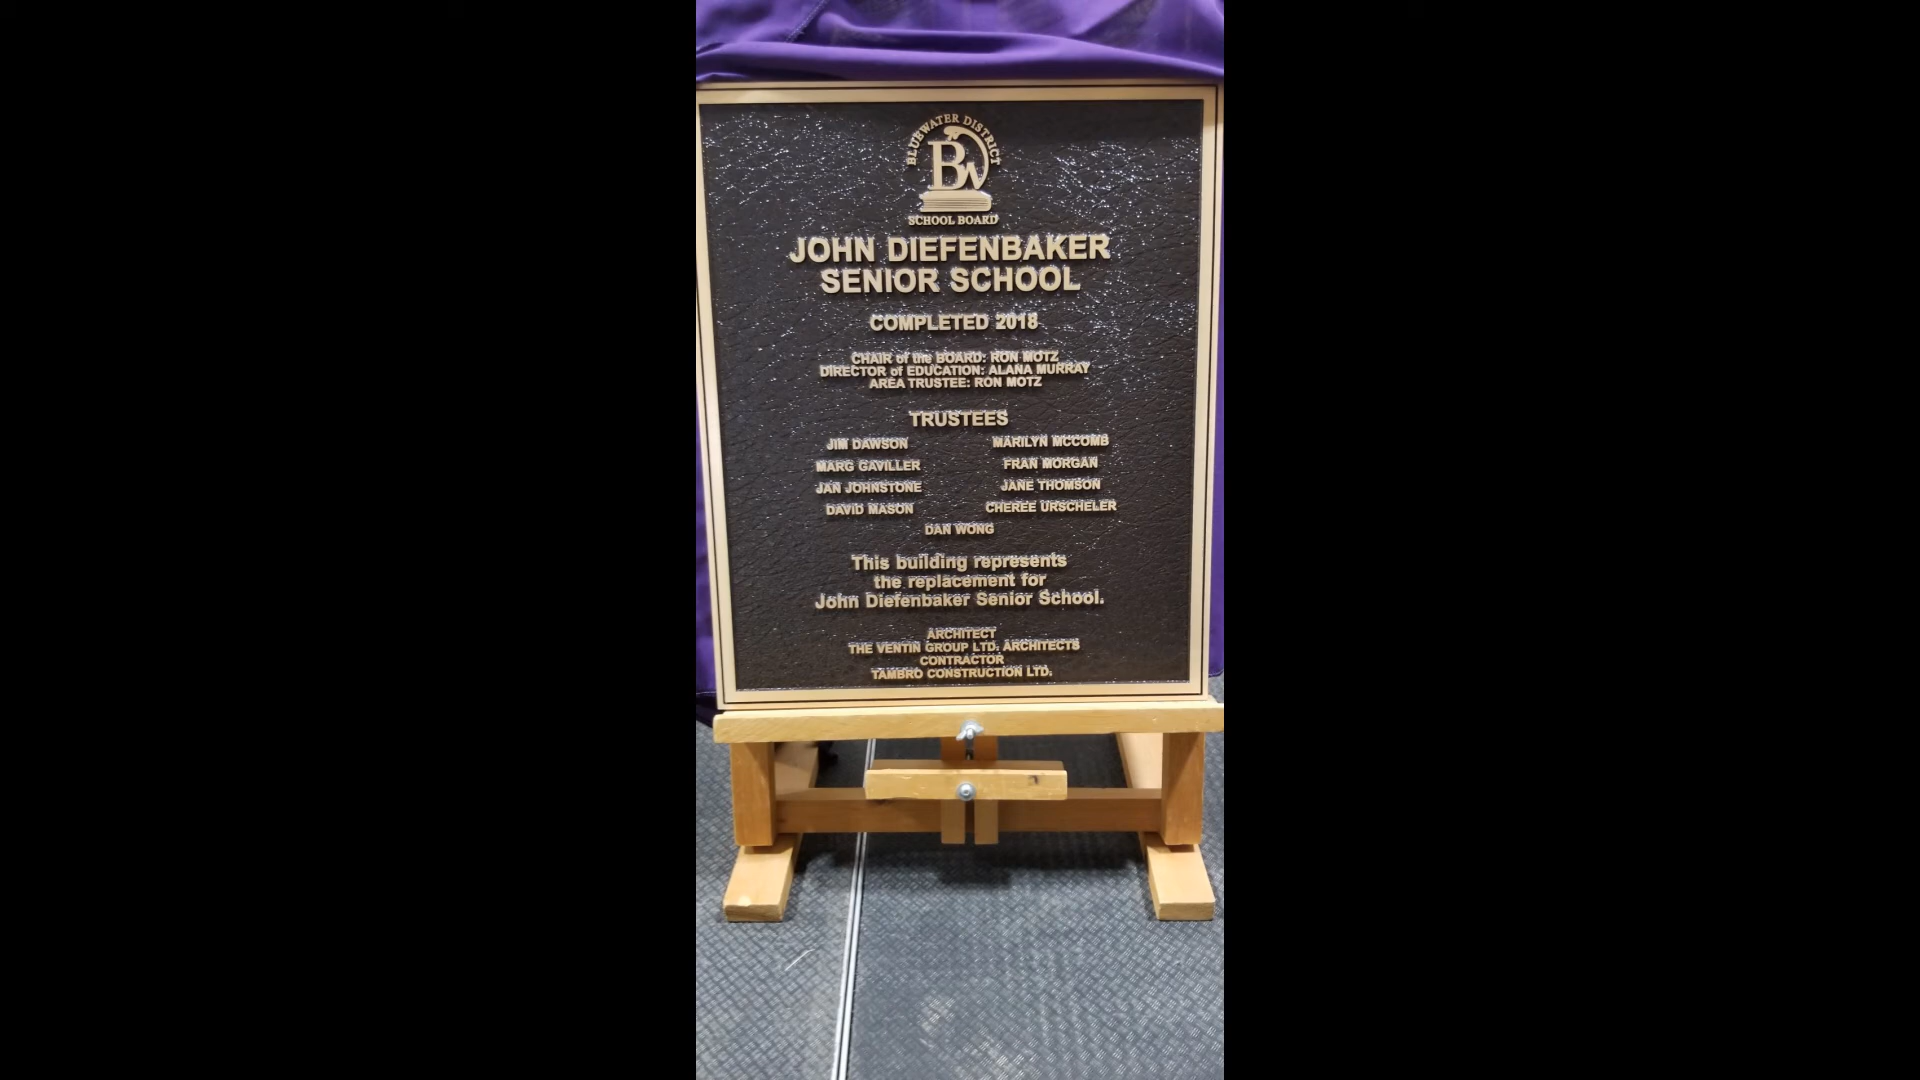 BLUEWATER DISTRICT
BW
SCHOOL BOARD
JOHN DIEFENBAKER
SENIOR SCHOOL
COMPLETED 2018
CHAIR of the BOARD: RON MOTZ
DIRECTOR of EDUCATION: ALANA MURRAY
AREA TRUSTEE: RON MOTZ
TRUSTEES
JIM DAWSON MARILYN MCCOMB
MARG GAVILLER FRAN MORGAN
JAN JOHNSTONE JANE THOMSON
DAVID MASON CHEREE URSCHELER
DAN WONG
This building represents
the replacement for
John Diefenbaker Senior School.
ARCHITECT
THE VENTIN GROUP LTD. ARCHITECTS
CONTRACTOR
TAMBRO CONSTRUCTION LTD.